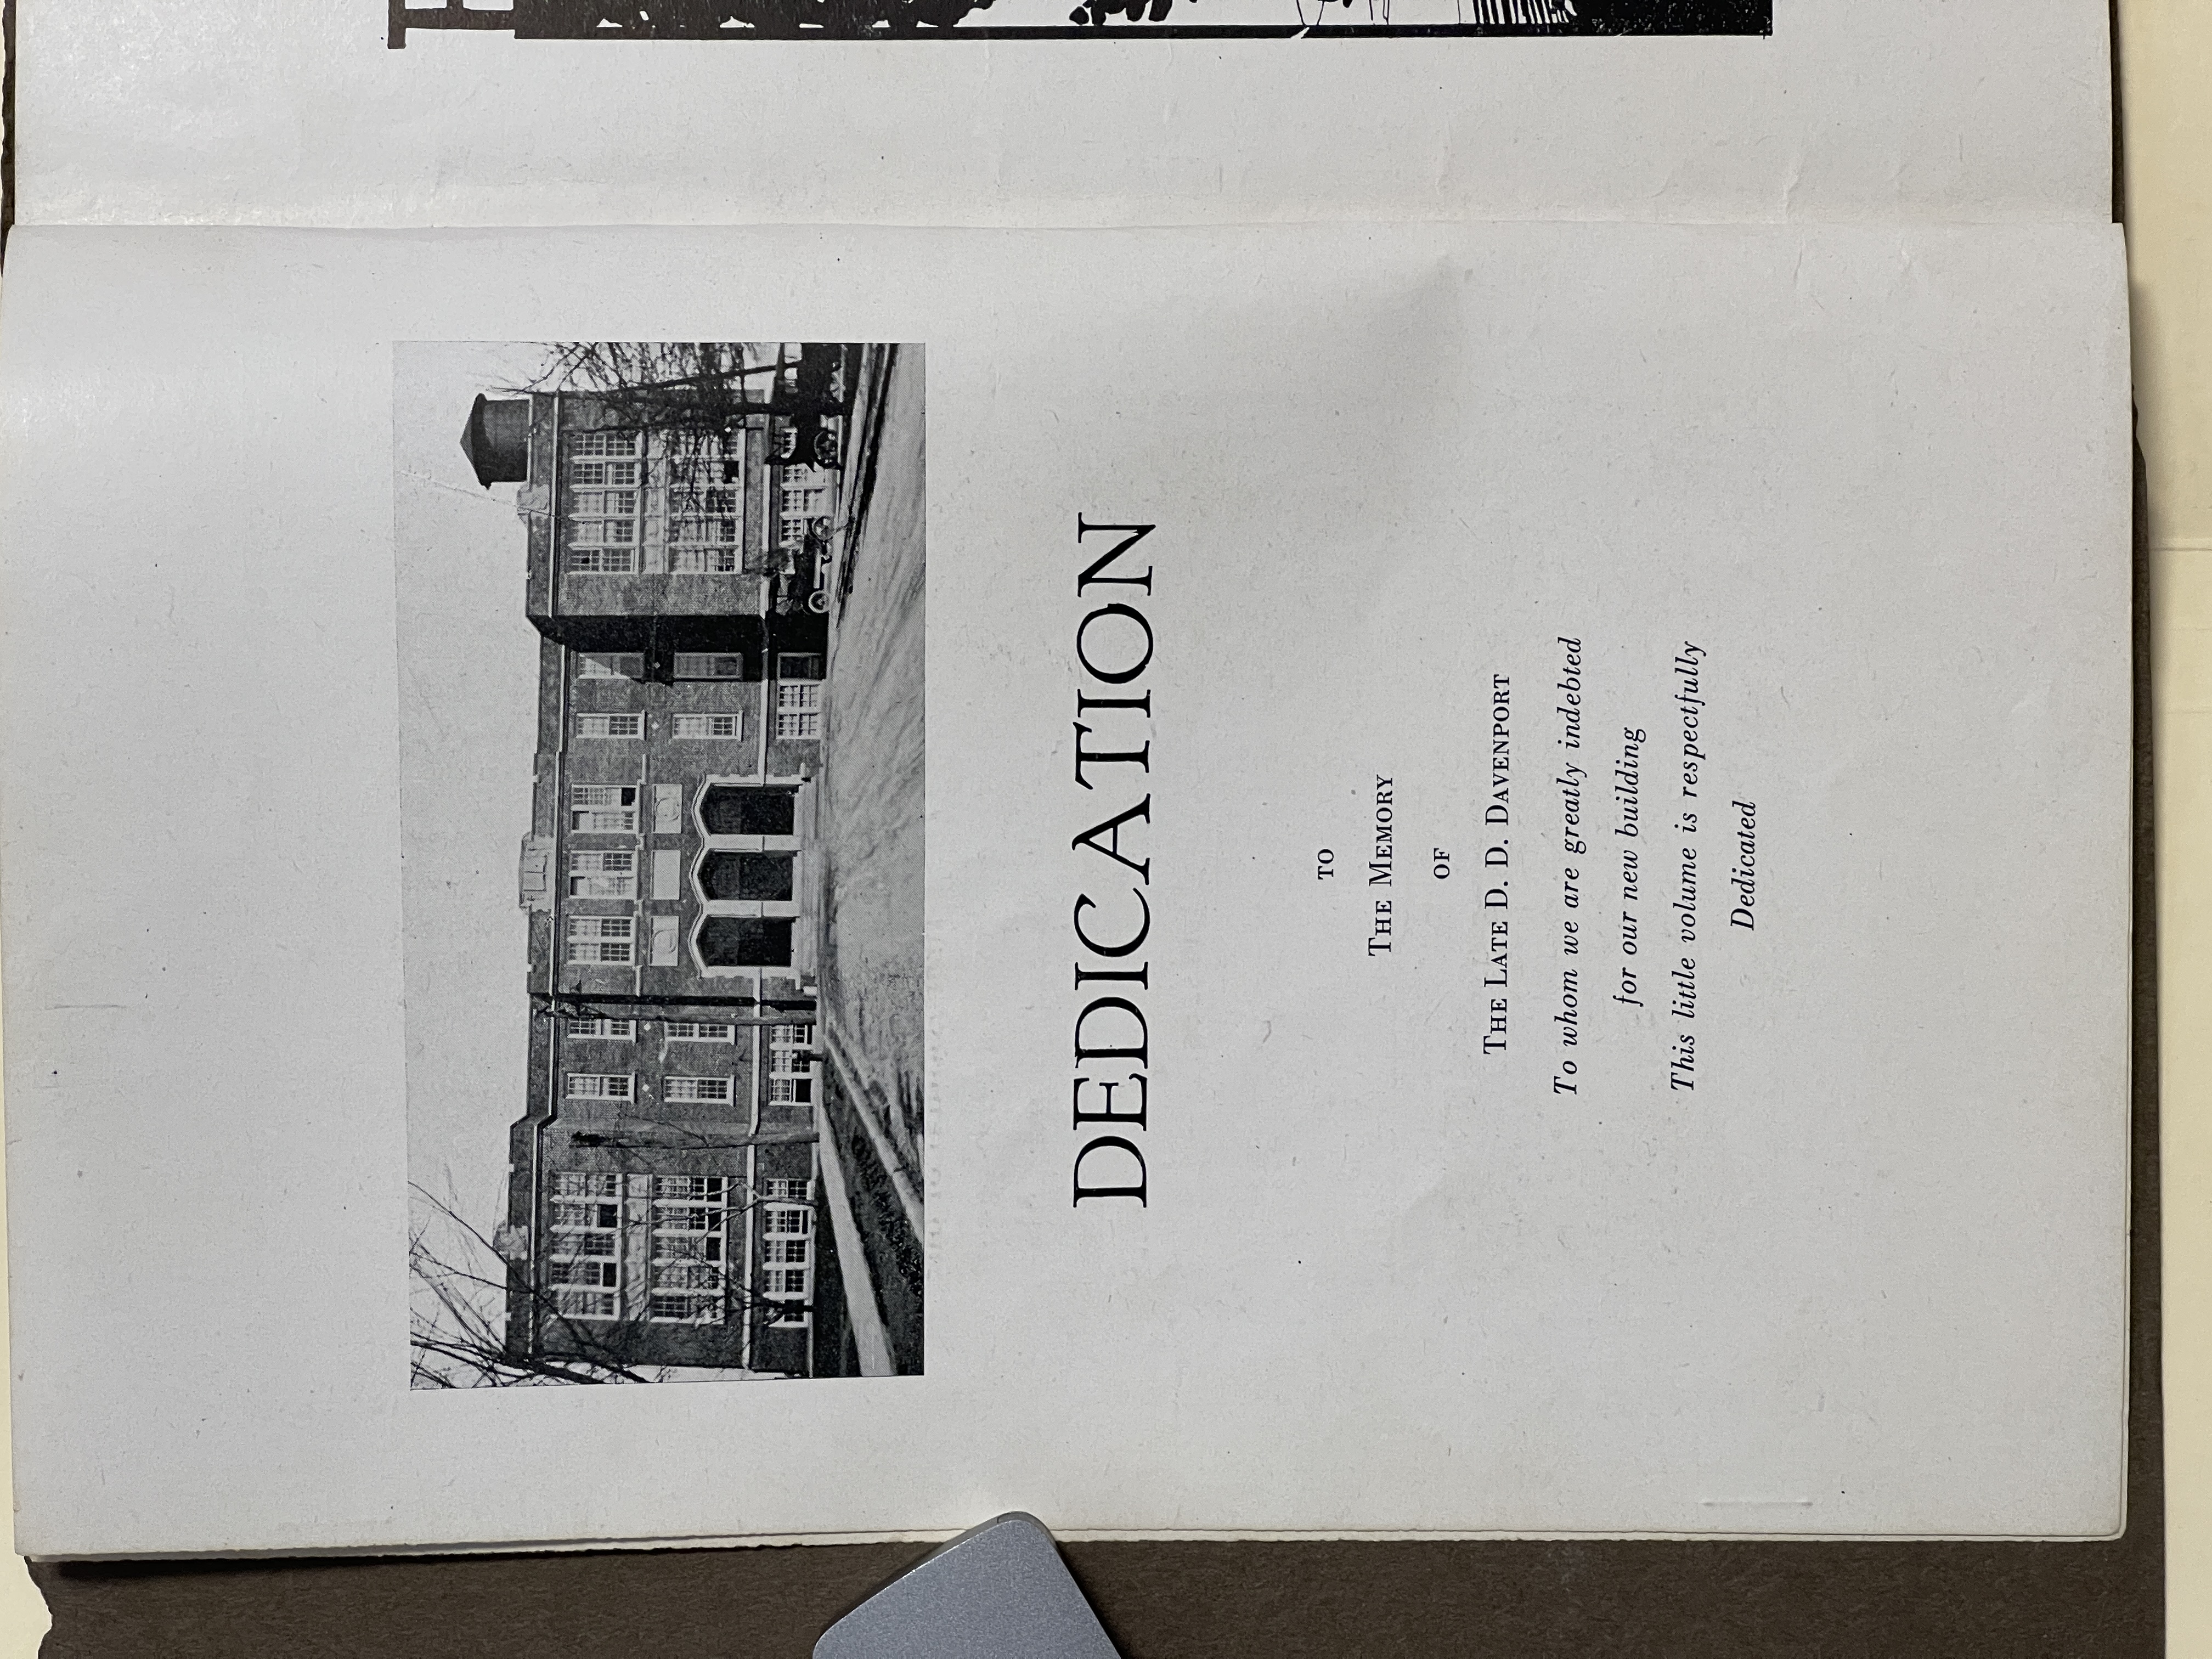 DEDICATION
TO
THE MEMORY
OF
THE LATE D. D. DAVENPORT
To whom we are greatly indebted
for our new building
This little volume is respectfully
Dedicated